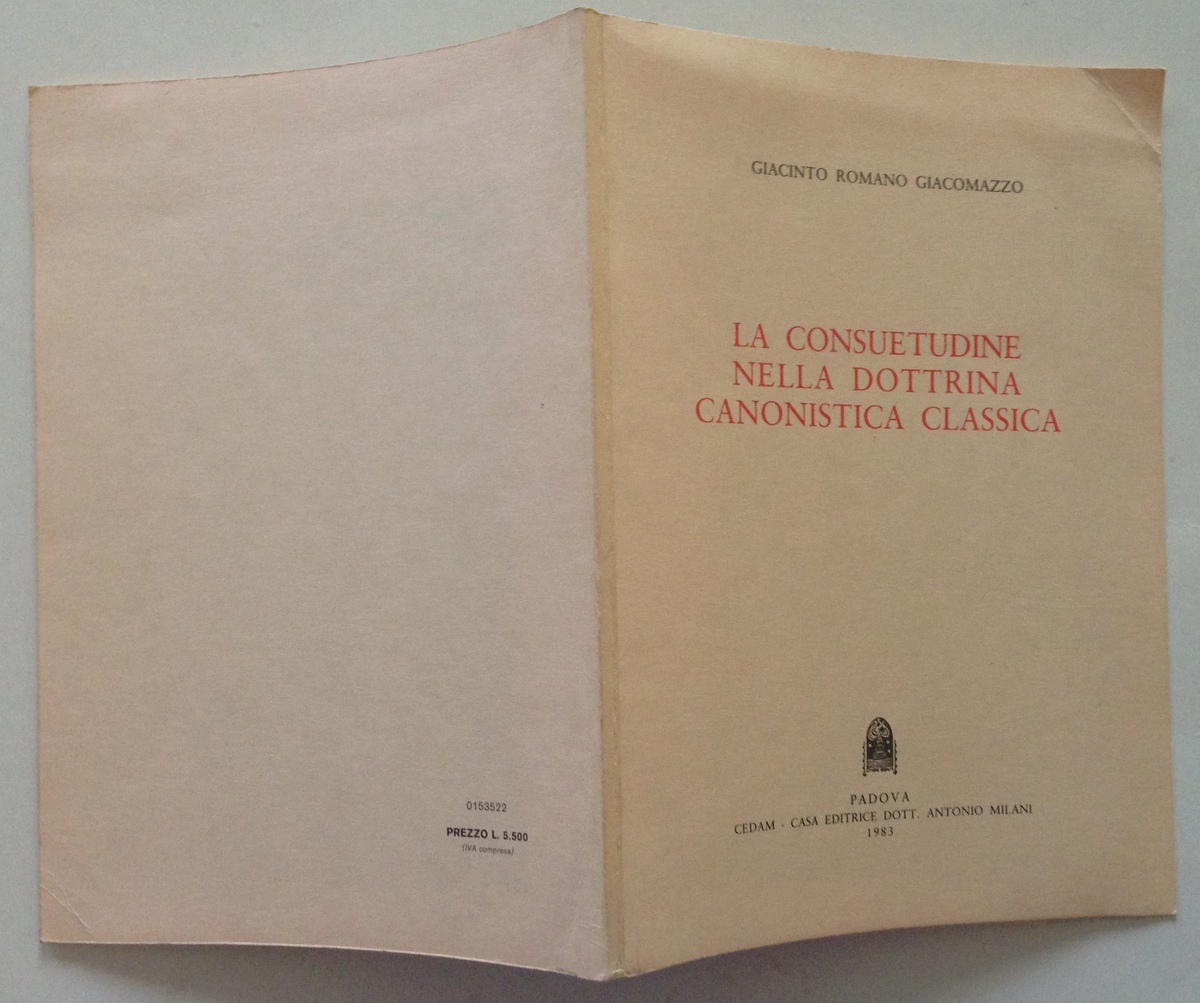 GIACINTO ROMANO GIACOMAZZO
LA CONSUETUDINE
NELLA DOTTRINA
CANONISTICA CLASSICA
PADOVA
CEDAM - CASA EDITRICE DOTT. ANTONIO MILANI
1983
0153522
PREZZO L. 5.500
(IVA compresa)